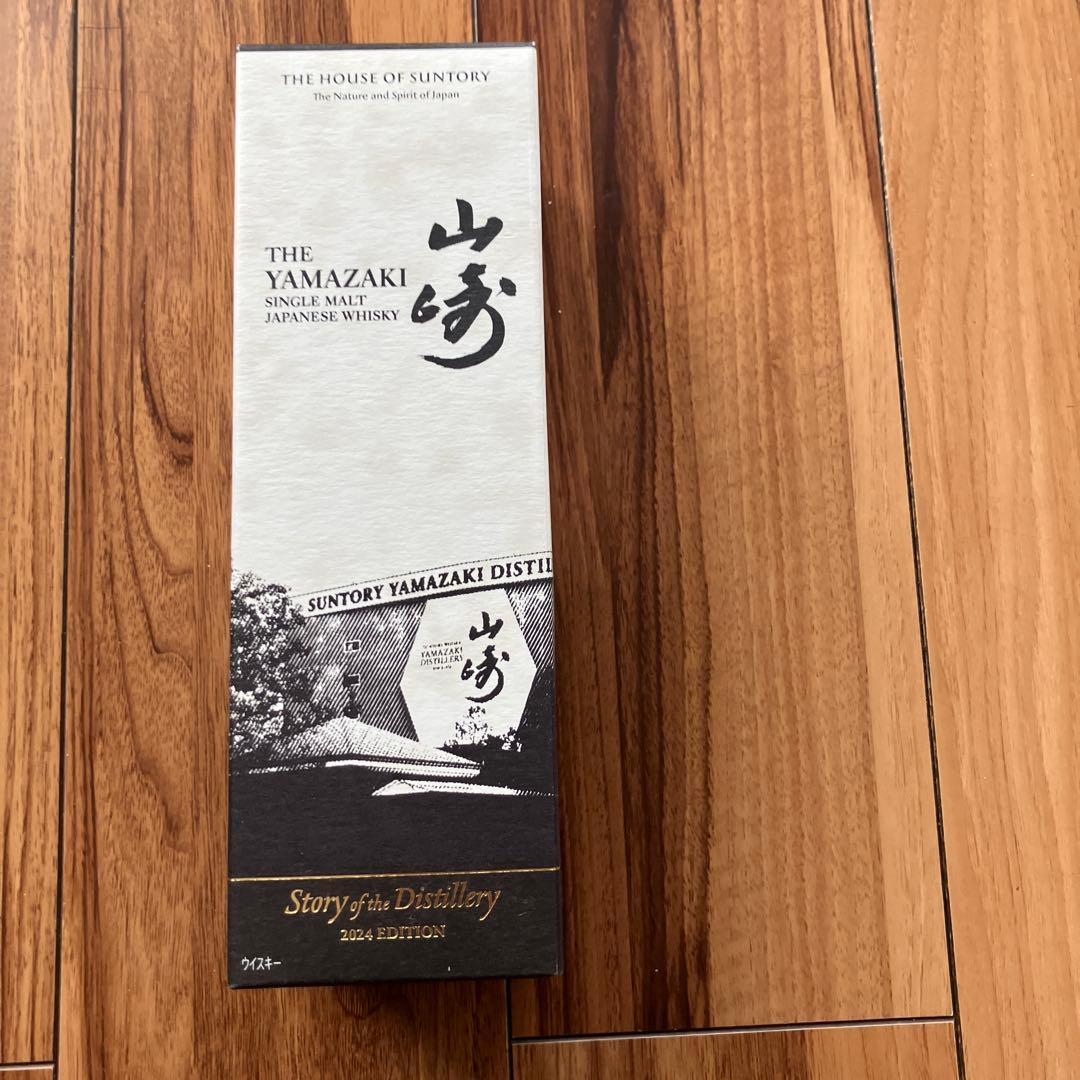 THE HOUSE OF SUNTORY
The Nature and Spirit of Japan
山崎
THE
YAMAZAKI
SINGLE MALT
JAPANESE WHISKY
SUNTORY YAMAZAKI DISTIL
山崎
YAMAZAKI
DISTILLERY
Story of the Distillery
2024 EDITION
ウイスキー